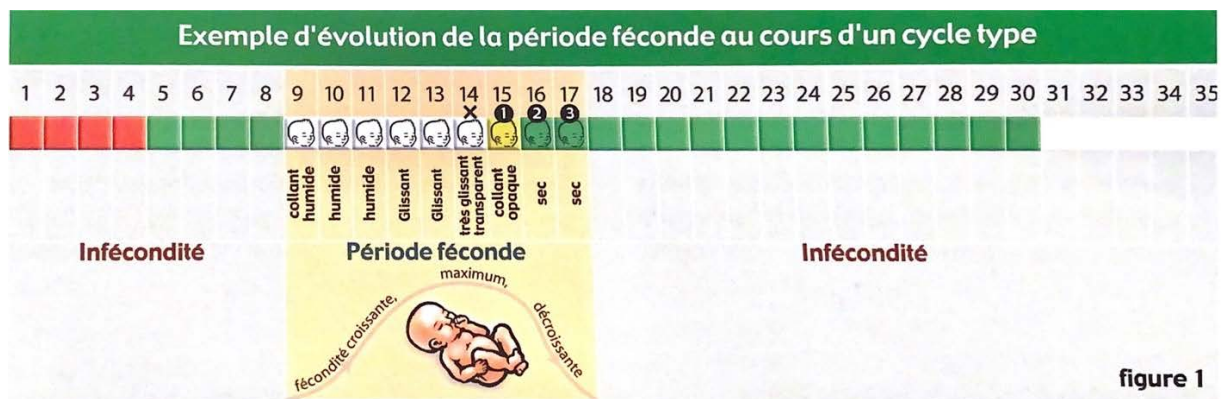 Exemple d'évolution de la période féconde au cours d'un cycle type
1 2 3 4 5 6 7 8 9 10 11 12 13 14 15 16 17 18 19 20 21 22 23 24 25 26 27 28 29 30 31 32 33 34 35
× 1 2 3
collant humide
humide
humide
Glissant
Glissant
très glissant transparent
collant opaque
sec
sec
Infécondité Période féconde Infécondité
fécondité croissante, maximum, décroissante
figure 1